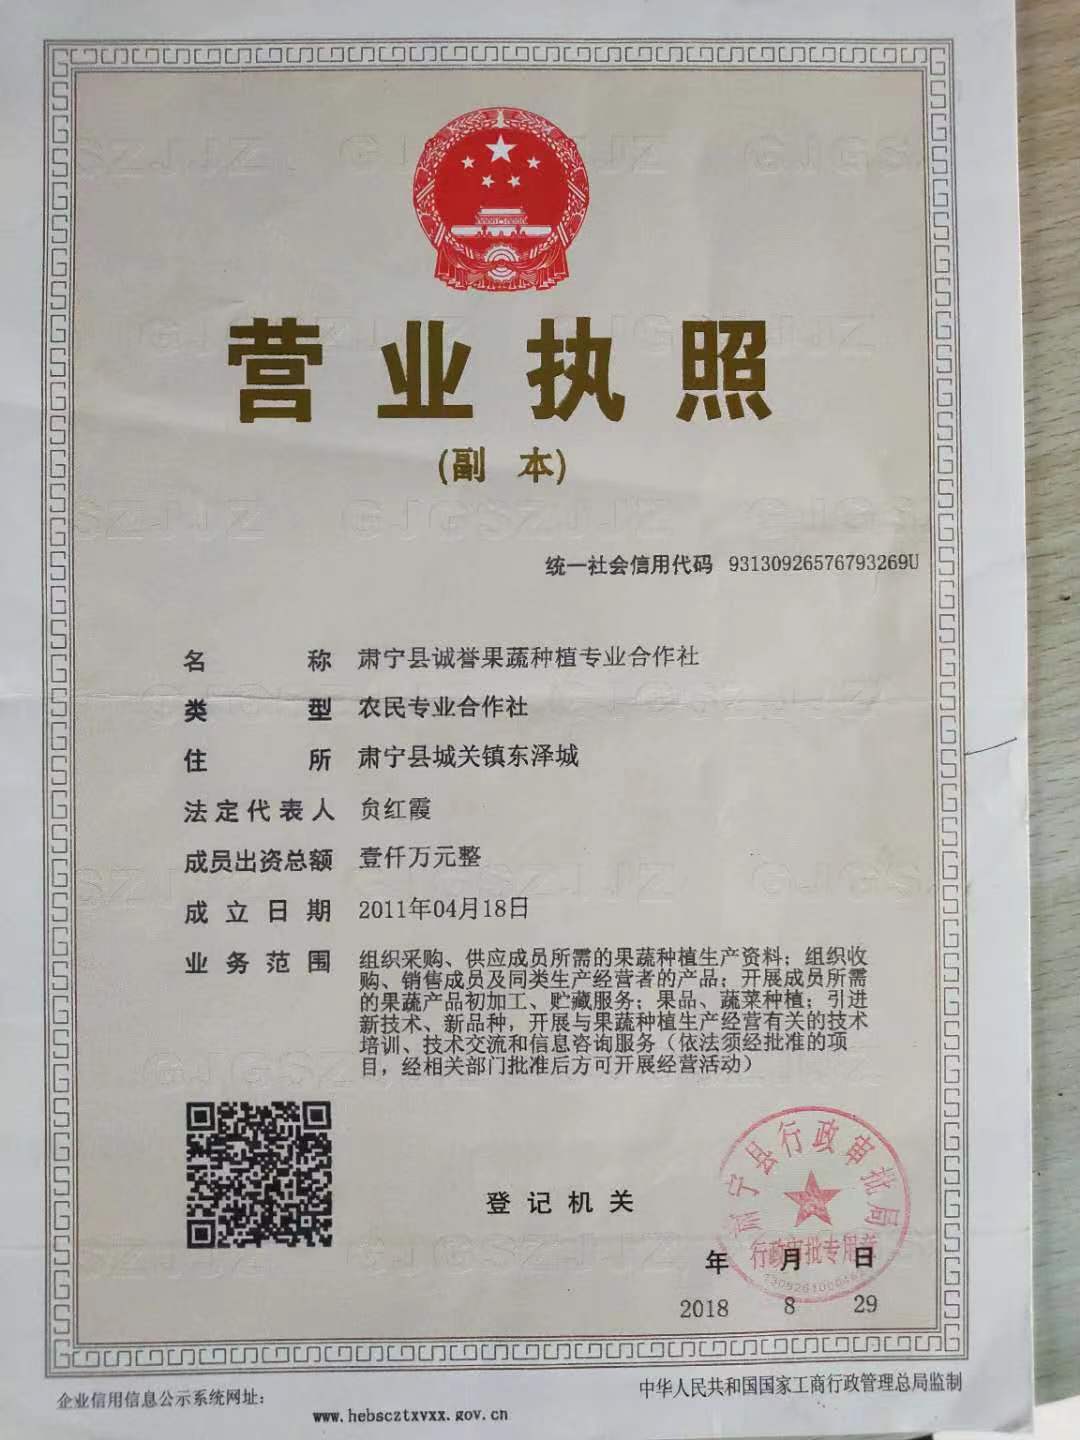 营业执照
(副 本)
统一社会信用代码 93130926576793269U
名称 肃宁县诚誉果蔬种植专业合作社
类型 农民专业合作社
住所 肃宁县城关镇东泽城
法定代表人 贠红霞
成员出资总额 壹仟万元整
成立日期 2011年04月18日
业务范围 组织采购、供应成员所需的果蔬种植生产资料；组织收
购、销售成员及同类生产经营者的产品；开展成员所需
的果蔬产品初加工、贮藏服务；果品、蔬菜种植；引进
新技术、新品种，开展与果蔬种植生产经营有关的技术
培训、技术交流和信息咨询服务（依法须经批准的项
目，经相关部门批准后方可开展经营活动）
肃宁县行政审批局
登记机关
行政审批专用章
年 月 日
2018 8 29
企业信用信息公示系统网址：
www.hebscztxyxx.gov.cn
中华人民共和国国家工商行政管理总局监制